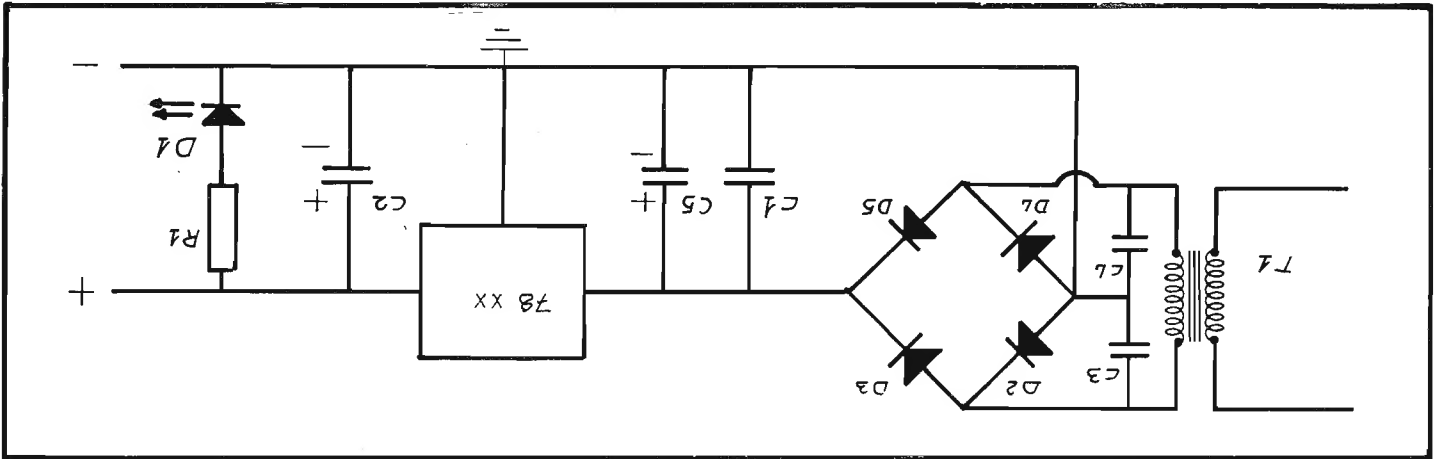 C3
D2
D3
78 xx
+
T1
C4
R1
D4
D5
C1
C5
+
C2
+
-
-
D1
-